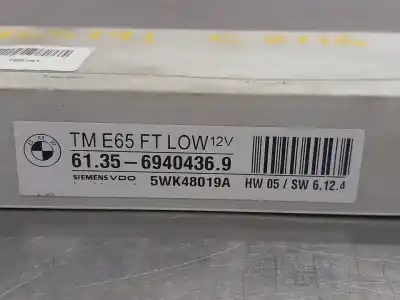 TM E65 FT LOW 12V
61.35-6940436.9
SIEMENS VDO 5WK48019A HW 05 / SW 6.12.4